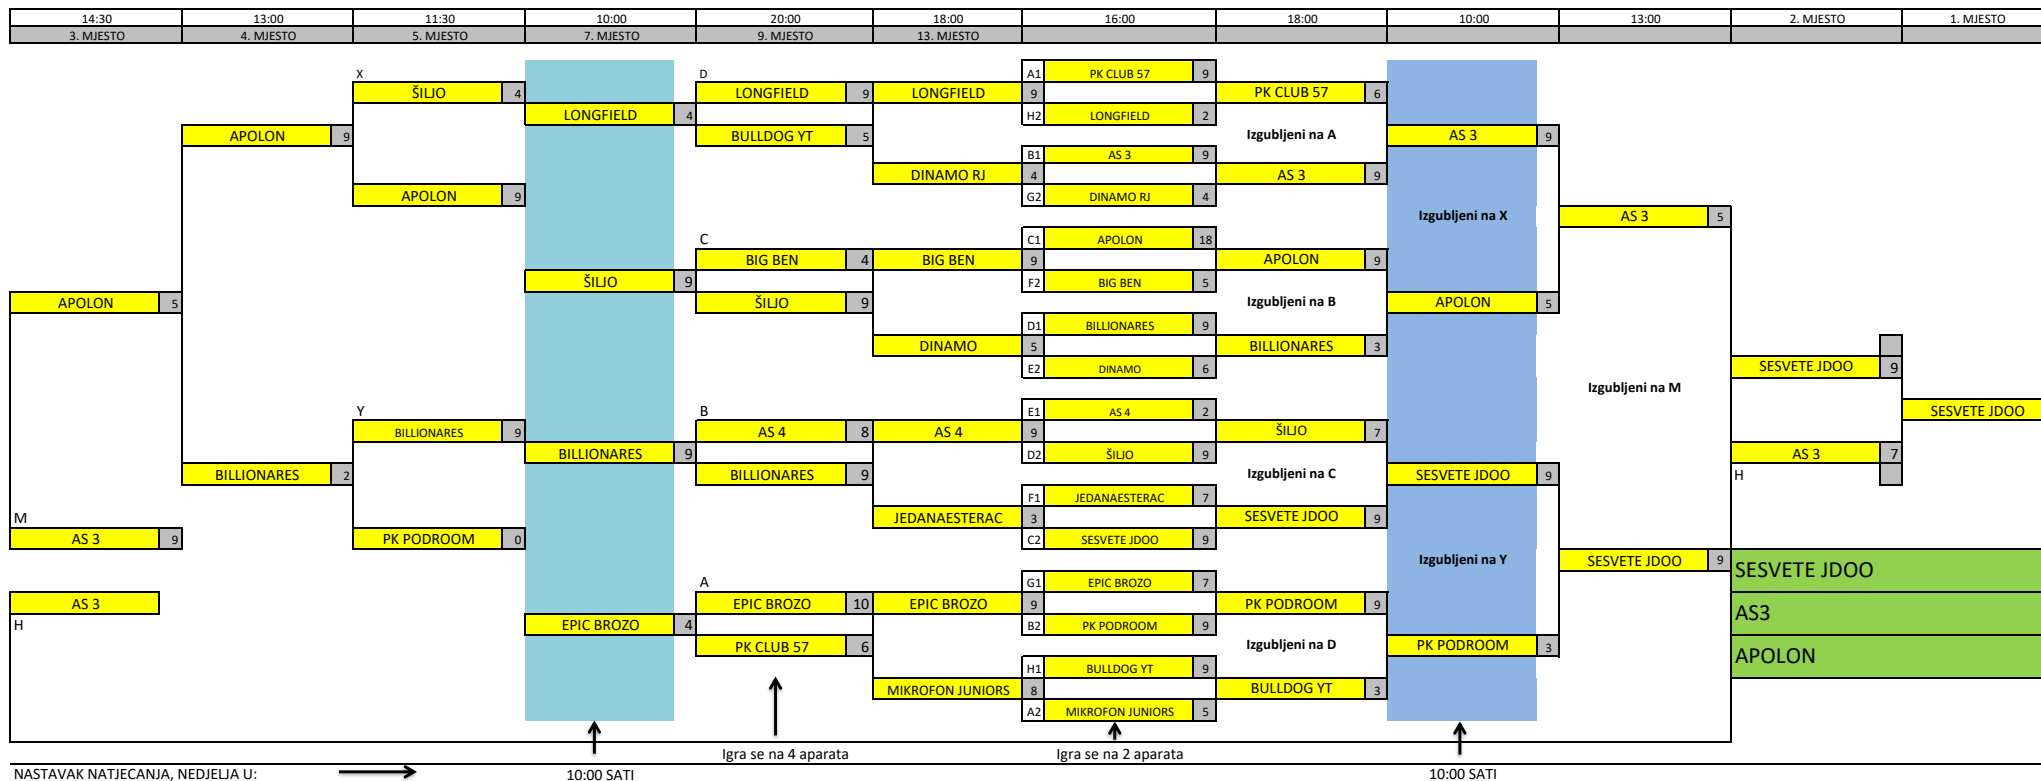 14:30 13:00 11:30 10:00 20:00 18:00 16:00 18:00 10:00 13:00 2. MJESTO 1. MJESTO
3. MJESTO 4. MJESTO 5. MJESTO 7. MJESTO 9. MJESTO 13. MJESTO
X D A1 PK CLUB 57 9
ŠILJO 4 LONGFIELD 9 LONGFIELD 9 PK CLUB 57 6
LONGFIELD 4 H2 LONGFIELD 2
APOLON 9 BULLDOG YT 5 Izgubljeni na A AS 3 9
B1 AS 3 9
DINAMO RJ 4 AS 3 9
APOLON 9 G2 DINAMO RJ 4
Izgubljeni na X AS 3 5
C C1 APOLON 18
BIG BEN 4 BIG BEN 9 APOLON 9
ŠILJO 9 F2 BIG BEN 5
APOLON 5 ŠILJO 9 Izgubljeni na B APOLON 5
D1 BILLIONARES 9
DINAMO 5 BILLIONARES 3
E2 DINAMO 6 SESVETE JDOO 9
Izgubljeni na M
Y B E1 AS 4 2 SESVETE JDOO
BILLIONARES 9 AS 4 8 AS 4 9 ŠILJO 7
BILLIONARES 9 D2 ŠILJO 9 AS 3 7
BILLIONARES 2 BILLIONARES 9 Izgubljeni na C SESVETE JDOO 9 H
F1 JEDANAESTERAC 7
M JEDANAESTERAC 3 SESVETE JDOO 9
AS 3 9 PK PODROOM 0 C2 SESVETE JDOO 9
Izgubljeni na Y SESVETE JDOO 9 SESVETE JDOO
A G1 EPIC BROZO 7
AS 3 EPIC BROZO 10 EPIC BROZO 9 PK PODROOM 9 AS3
H EPIC BROZO 4 B2 PK PODROOM 9
PK CLUB 57 6 Izgubljeni na D PK PODROOM 3 APOLON
H1 BULLDOG YT 9
MIKROFON JUNIORS 8 BULLDOG YT 3
A2 MIKROFON JUNIORS 5
Igra se na 4 aparata Igra se na 2 aparata
NASTAVAK NATJECANJA, NEDJELJA U: 10:00 SATI 10:00 SATI